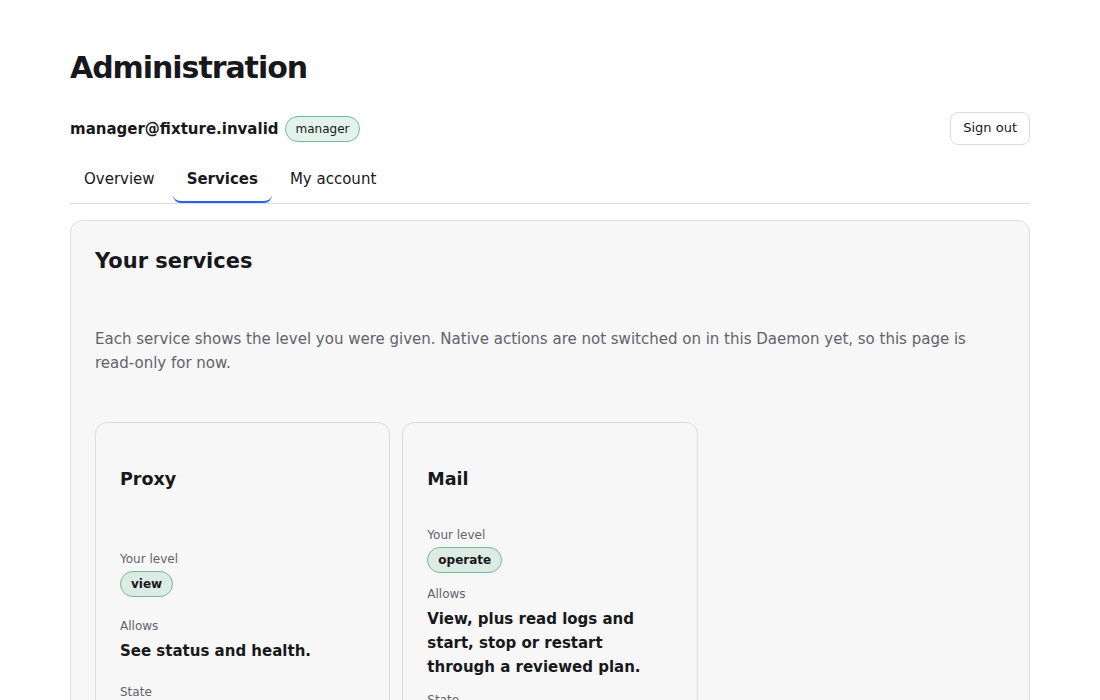 Administration
manager@fixture.invalid manager
Sign out
Overview Services My account
Your services
Each service shows the level you were given. Native actions are not switched on in this Daemon yet, so this page is
read-only for now.
Proxy
Your level
view
Allows
See status and health.
State
Mail
Your level
operate
Allows
View, plus read logs and
start, stop or restart
through a reviewed plan.
State